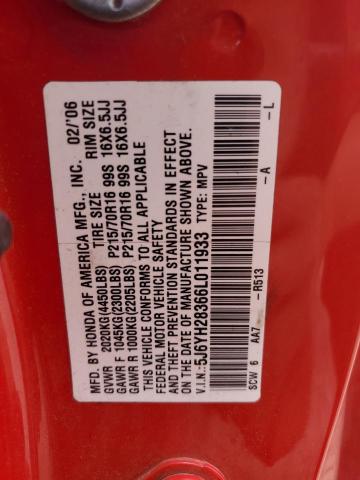 MFD. BY HONDA OF AMERICA MFG., INC. 02/'06
GVWR 2020KG(4450LBS) TIRE SIZE RIM SIZE
GAWR F 1045KG(2300LBS) P215/70R16 99S 16X6.5JJ
GAWR R 1000KG(2205LBS) P215/70R16 99S 16X6.5JJ
THIS VEHICLE CONFORMS TO ALL APPLICABLE
FEDERAL MOTOR VEHICLE SAFETY
AND THEFT PREVENTION STANDARDS IN EFFECT
ON THE DATE OF MANUFACTURE SHOWN ABOVE.
V.I.N.: 5J6YH28366L011933 TYPE: MPV
SCW 6 AA7 -R513 -A -L